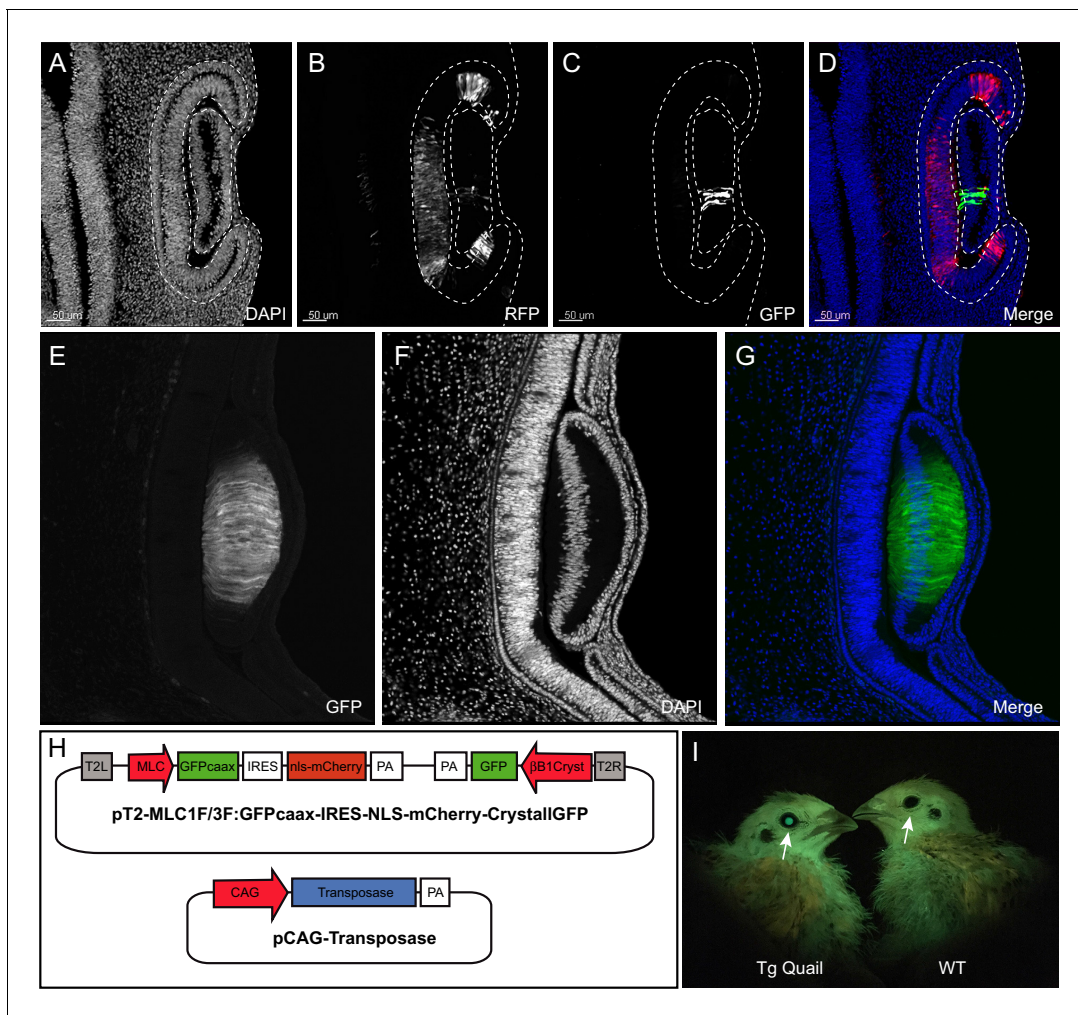 A
50 um
DAPI
B
50 um
RFP
C
50 um
GFP
D
50 um
Merge
E
GFP
F
DAPI
G
Merge
H
T2L MLC GFPcaax IRES nls-mCherry PA PA GFP βB1Cryst T2R
pT2-MLC1F/3F:GFPcaax-IRES-NLS-mCherry-CrystallGFP
CAG Transposase PA
pCAG-Transposase
I
Tg Quail WT